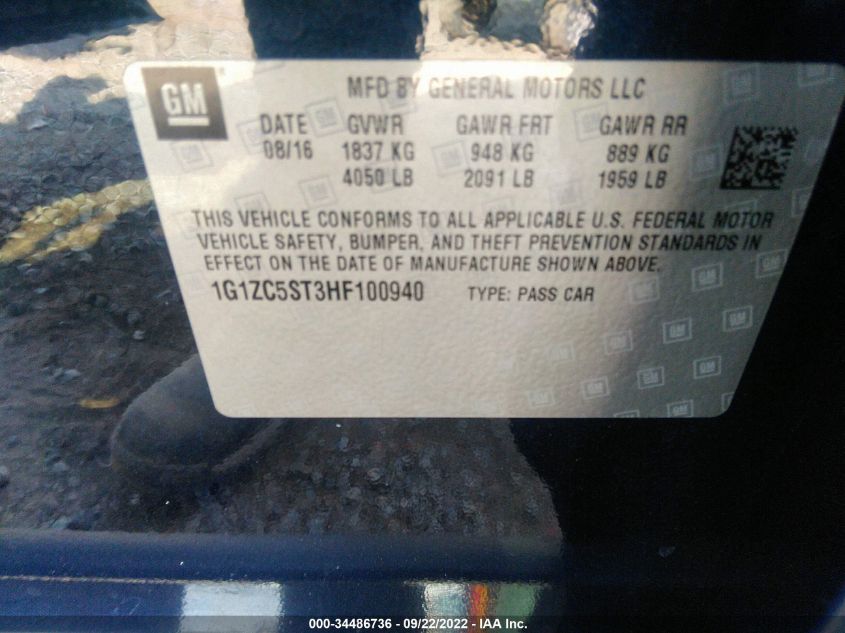 GM
MFD BY GENERAL MOTORS LLC
DATE GVWR GAWR FRT GAWR RR
08/16 1837 KG 948 KG 889 KG
4050 LB 2091 LB 1959 LB
THIS VEHICLE CONFORMS TO ALL APPLICABLE U.S. FEDERAL MOTOR
VEHICLE SAFETY, BUMPER, AND THEFT PREVENTION STANDARDS IN
EFFECT ON THE DATE OF MANUFACTURE SHOWN ABOVE.
1G1ZC5ST3HF100940 TYPE: PASS CAR
000-34486736 - 09/22/2022 - IAA Inc.